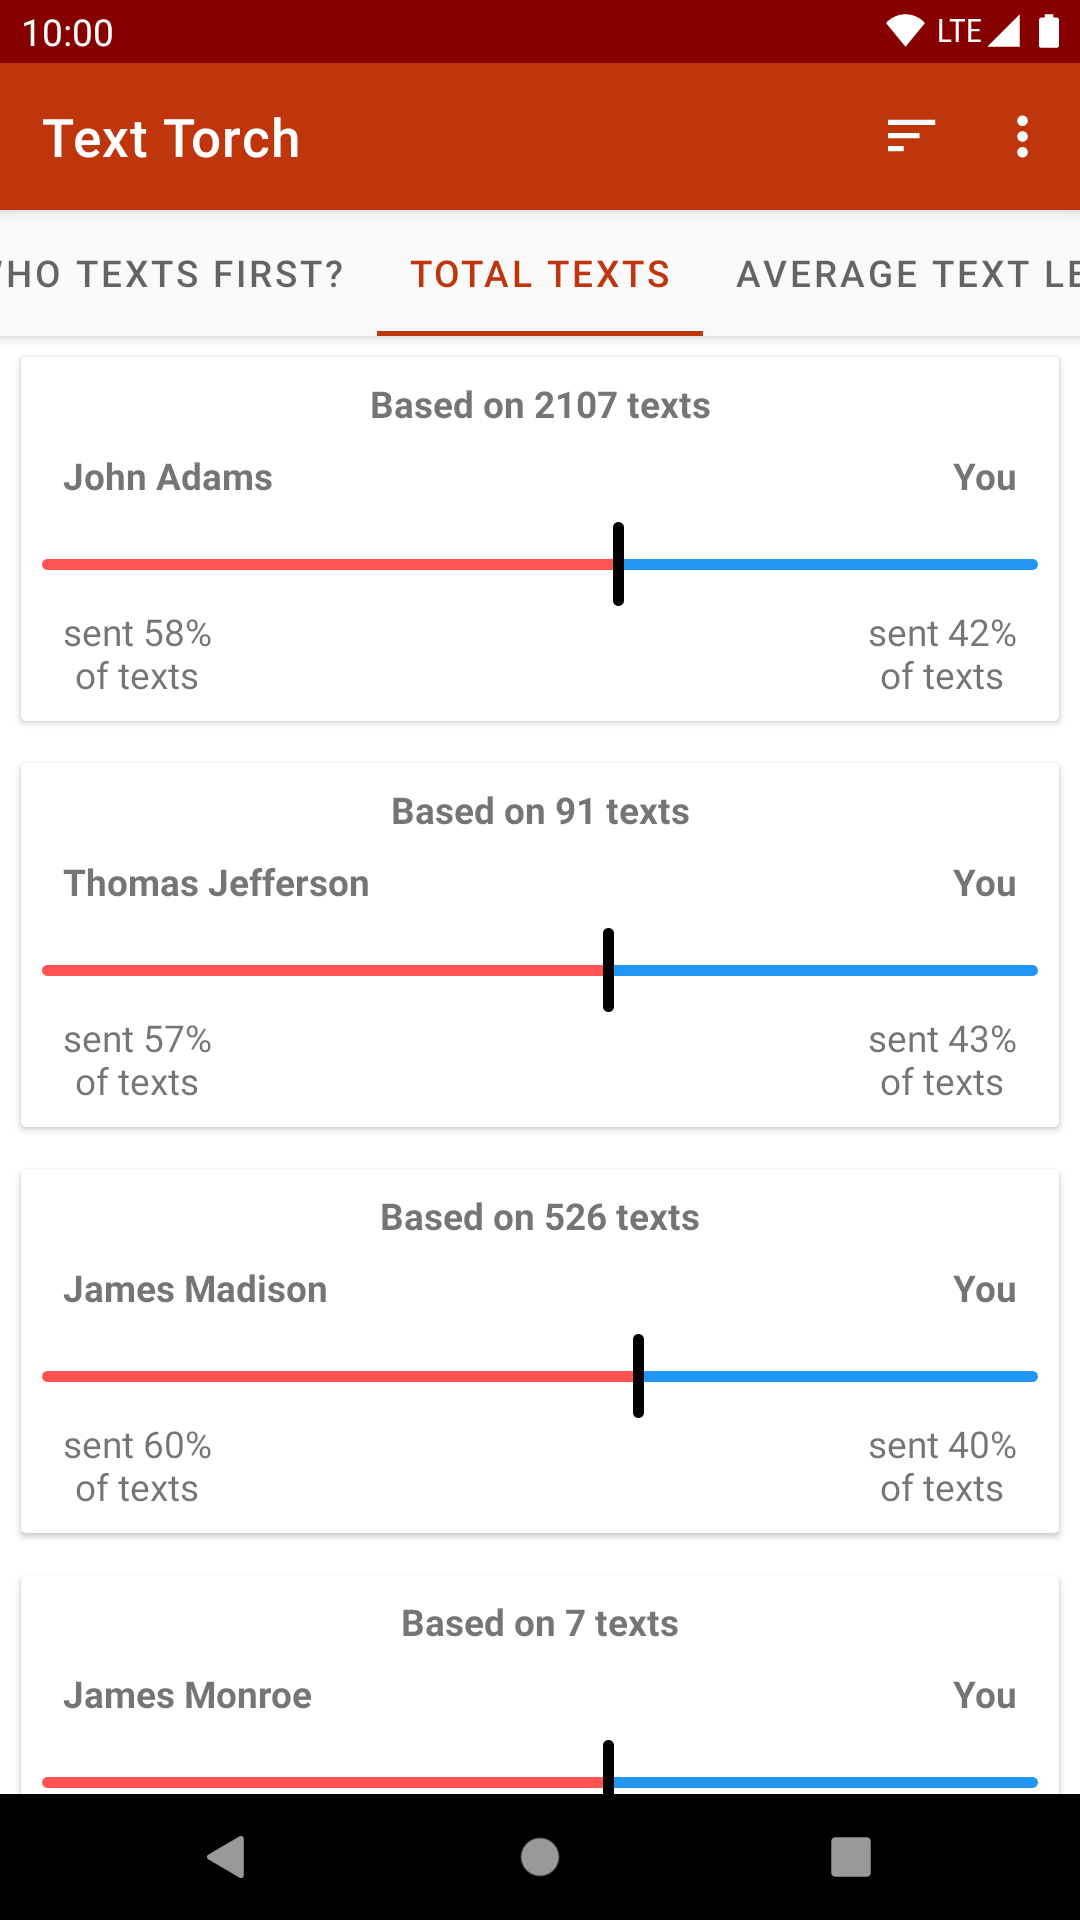 10:00 LTE
Text Torch
HO TEXTS FIRST? TOTAL TEXTS AVERAGE TEXT LE
Based on 2107 texts
John Adams You
sent 58% sent 42%
of texts of texts
Based on 91 texts
Thomas Jefferson You
sent 57% sent 43%
of texts of texts
Based on 526 texts
James Madison You
sent 60% sent 40%
of texts of texts
Based on 7 texts
James Monroe You